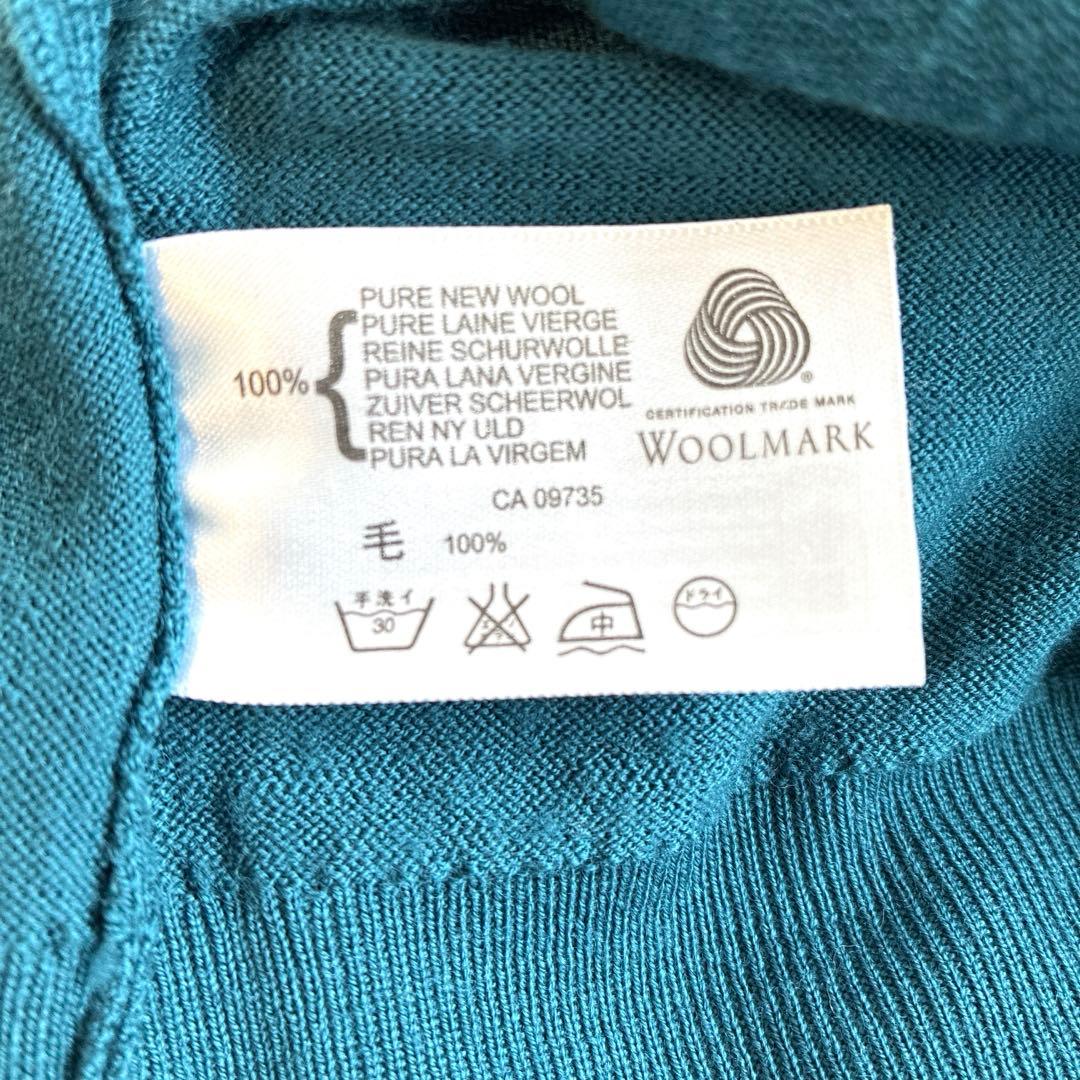 PURE NEW WOOL
PURE LAINE VIERGE
REINE SCHURWOLLE
100%
PURA LANA VERGINE
ZUIVER SCHEERWOL
REN NY ULD
PURA LA VIRGEM
®
CERTIFICATION TRADE MARK
WOOLMARK
CA 09735
毛 100%
手洗イ
30
中
ドライ